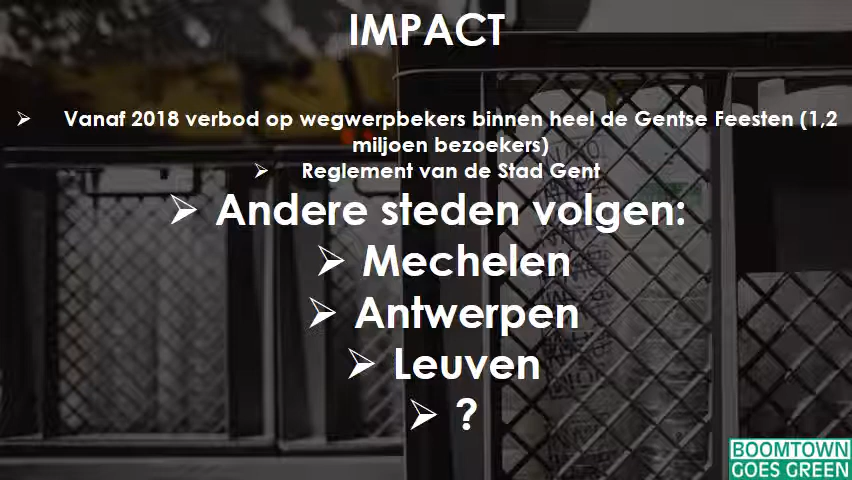 IMPACT
➢ Vanaf 2018 verbod op wegwerpbekers binnen heel de Gentse Feesten (1,2
miljoen bezoekers)
➢ Reglement van de Stad Gent
➢ Andere steden volgen:
➢ Mechelen
➢ Antwerpen
➢ Leuven
➢ ?
BOOMTOWN
GOES GREEN